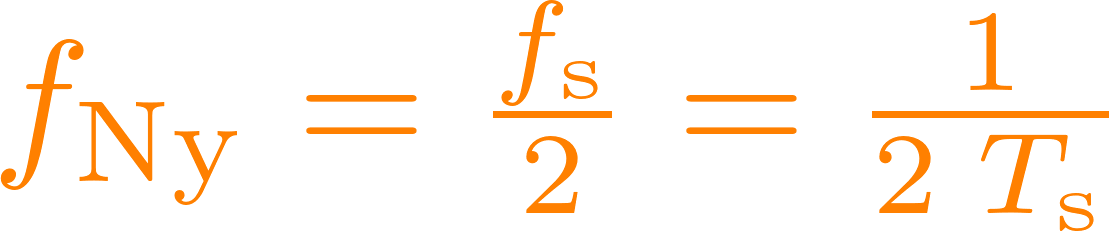 f_Ny = f_s/2 = 1/(2 T_s)